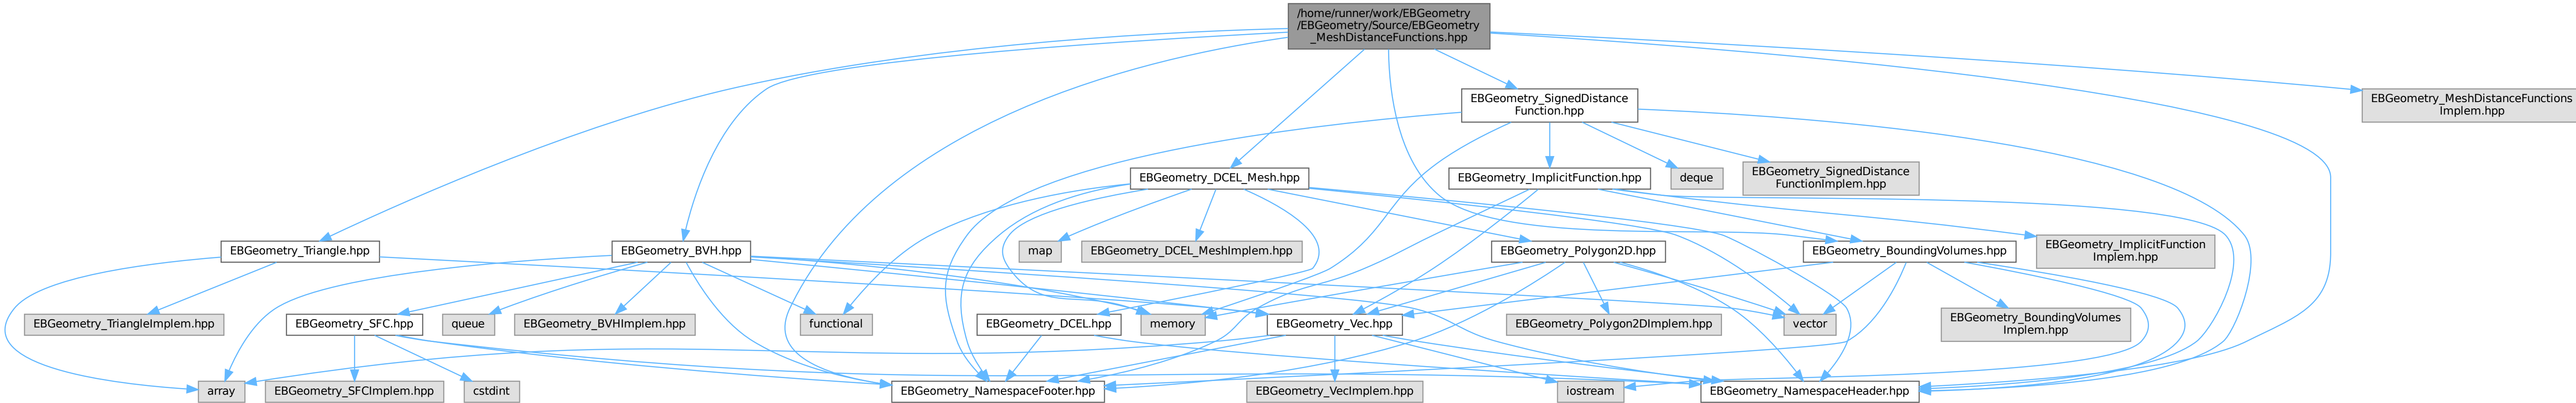 /home/runner/work/EBGeometry
/EBGeometry/Source/EBGeometry
_MeshDistanceFunctions.hpp
EBGeometry_SignedDistance
Function.hpp
EBGeometry_MeshDistanceFunctions
Implem.hpp
EBGeometry_DCEL_Mesh.hpp
EBGeometry_ImplicitFunction.hpp
deque
EBGeometry_SignedDistance
FunctionImplem.hpp
EBGeometry_Triangle.hpp
EBGeometry_BVH.hpp
map
EBGeometry_DCEL_MeshImplem.hpp
EBGeometry_Polygon2D.hpp
EBGeometry_BoundingVolumes.hpp
EBGeometry_ImplicitFunction
Implem.hpp
EBGeometry_TriangleImplem.hpp
EBGeometry_SFC.hpp
queue
EBGeometry_BVHImplem.hpp
functional
EBGeometry_DCEL.hpp
memory
EBGeometry_Vec.hpp
EBGeometry_Polygon2DImplem.hpp
vector
EBGeometry_BoundingVolumes
Implem.hpp
array
EBGeometry_SFCImplem.hpp
cstdint
EBGeometry_NamespaceFooter.hpp
EBGeometry_VecImplem.hpp
iostream
EBGeometry_NamespaceHeader.hpp